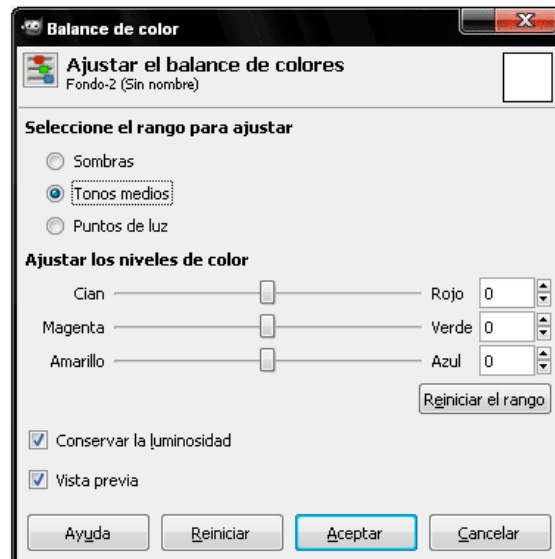 Balance de color
Ajustar el balance de colores
Fondo-2 (Sin nombre)
Seleccione el rango para ajustar
Sombras
Tonos medios
Puntos de luz
Ajustar los niveles de color
Cian Rojo 0
Magenta Verde 0
Amarillo Azul 0
Reiniciar el rango
Conservar la luminosidad
Vista previa
Ayuda Reiniciar Aceptar Cancelar